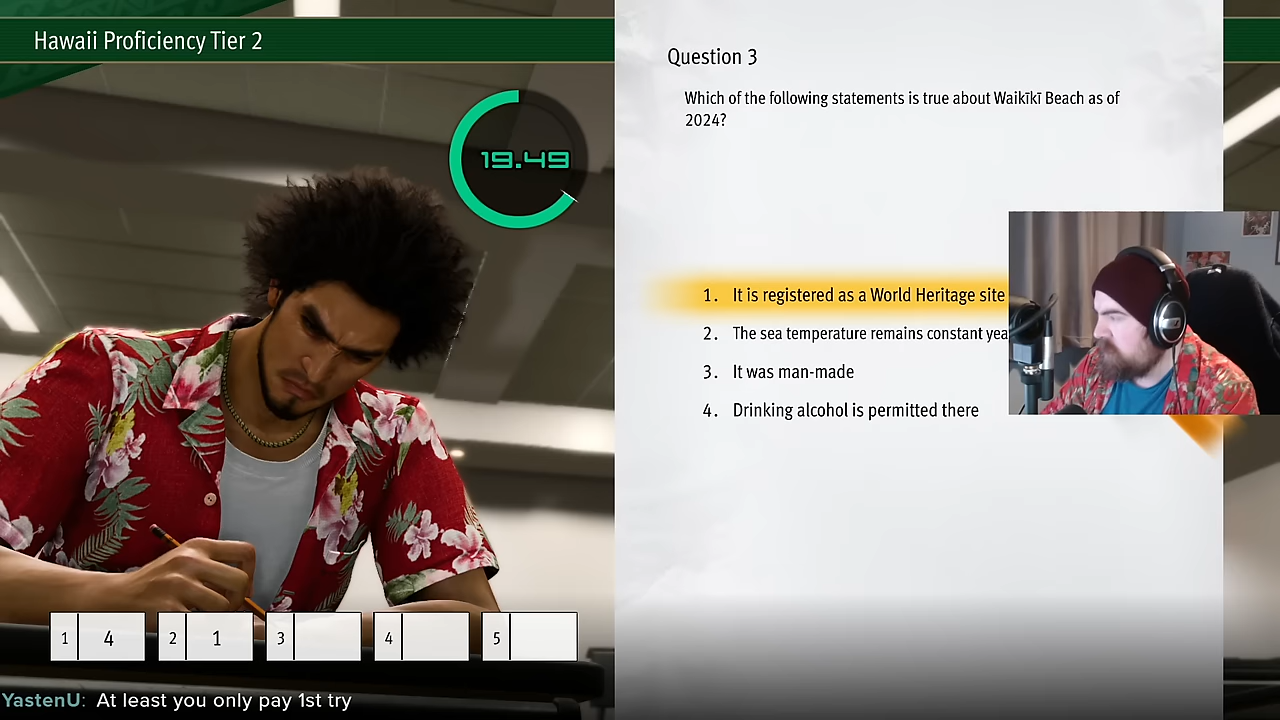 Hawaii Proficiency Tier 2
19.49
Question 3
Which of the following statements is true about Waikīkī Beach as of
2024?
1. It is registered as a World Heritage site
2. The sea temperature remains constant yea
3. It was man-made
4. Drinking alcohol is permitted there
1 4 2 1 3 4 5
YastenU: At least you only pay 1st try